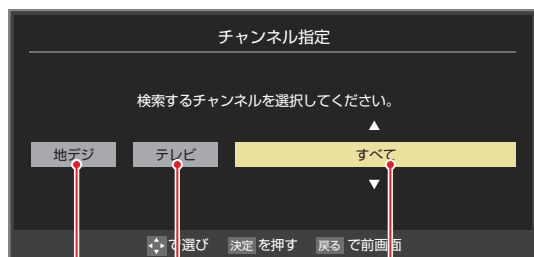 チャンネル指定
検索するチャンネルを選択してください。
▲
地デジ テレビ すべて
▼
で選び 決定 を押す 戻る で前画面